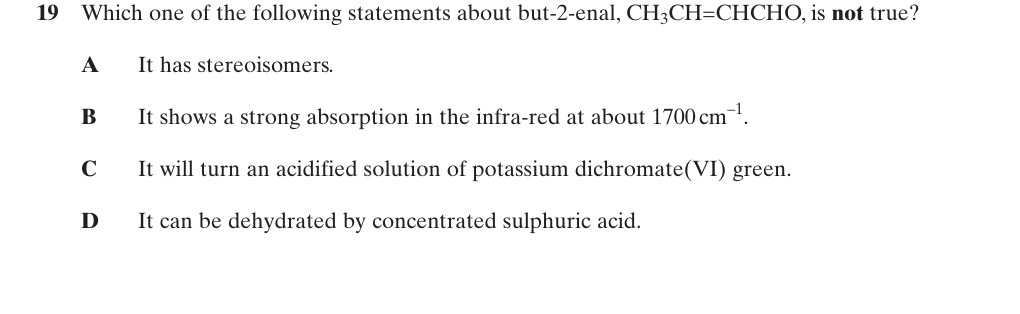 19 Which one of the following statements about but-2-enal, CH₃CH=CHCHO, is not true?
A It has stereoisomers.
B It shows a strong absorption in the infra-red at about 1700 cm⁻¹.
C It will turn an acidified solution of potassium dichromate(VI) green.
D It can be dehydrated by concentrated sulphuric acid.